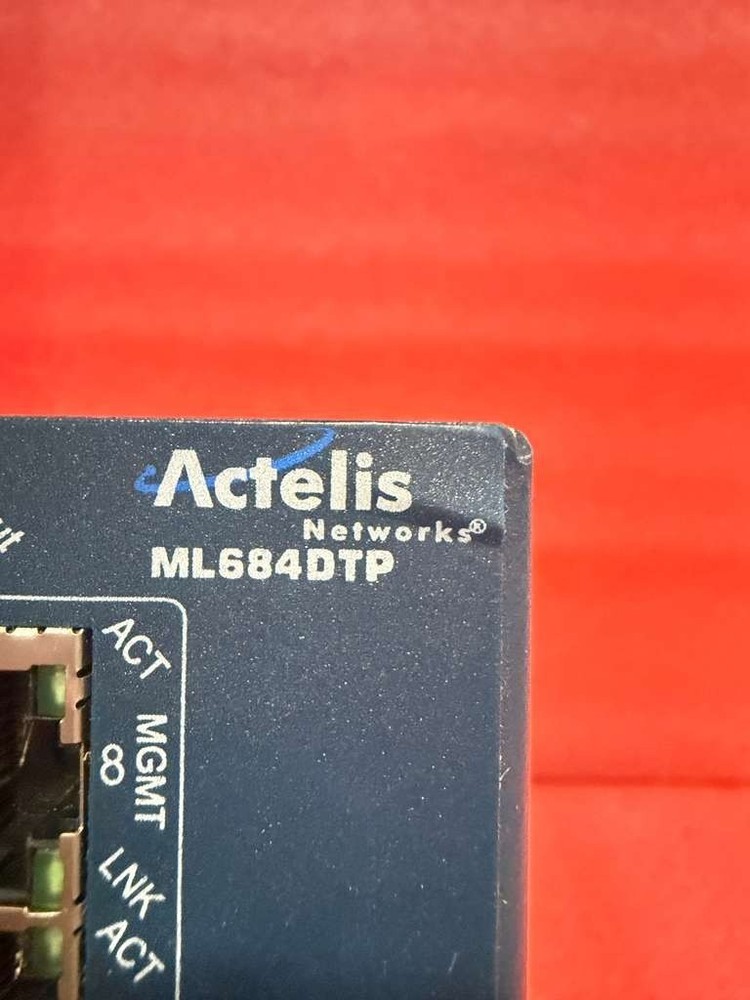 Actelis
Networks®
ML684DTP
ACT
MGMT
8
LNK
ACT